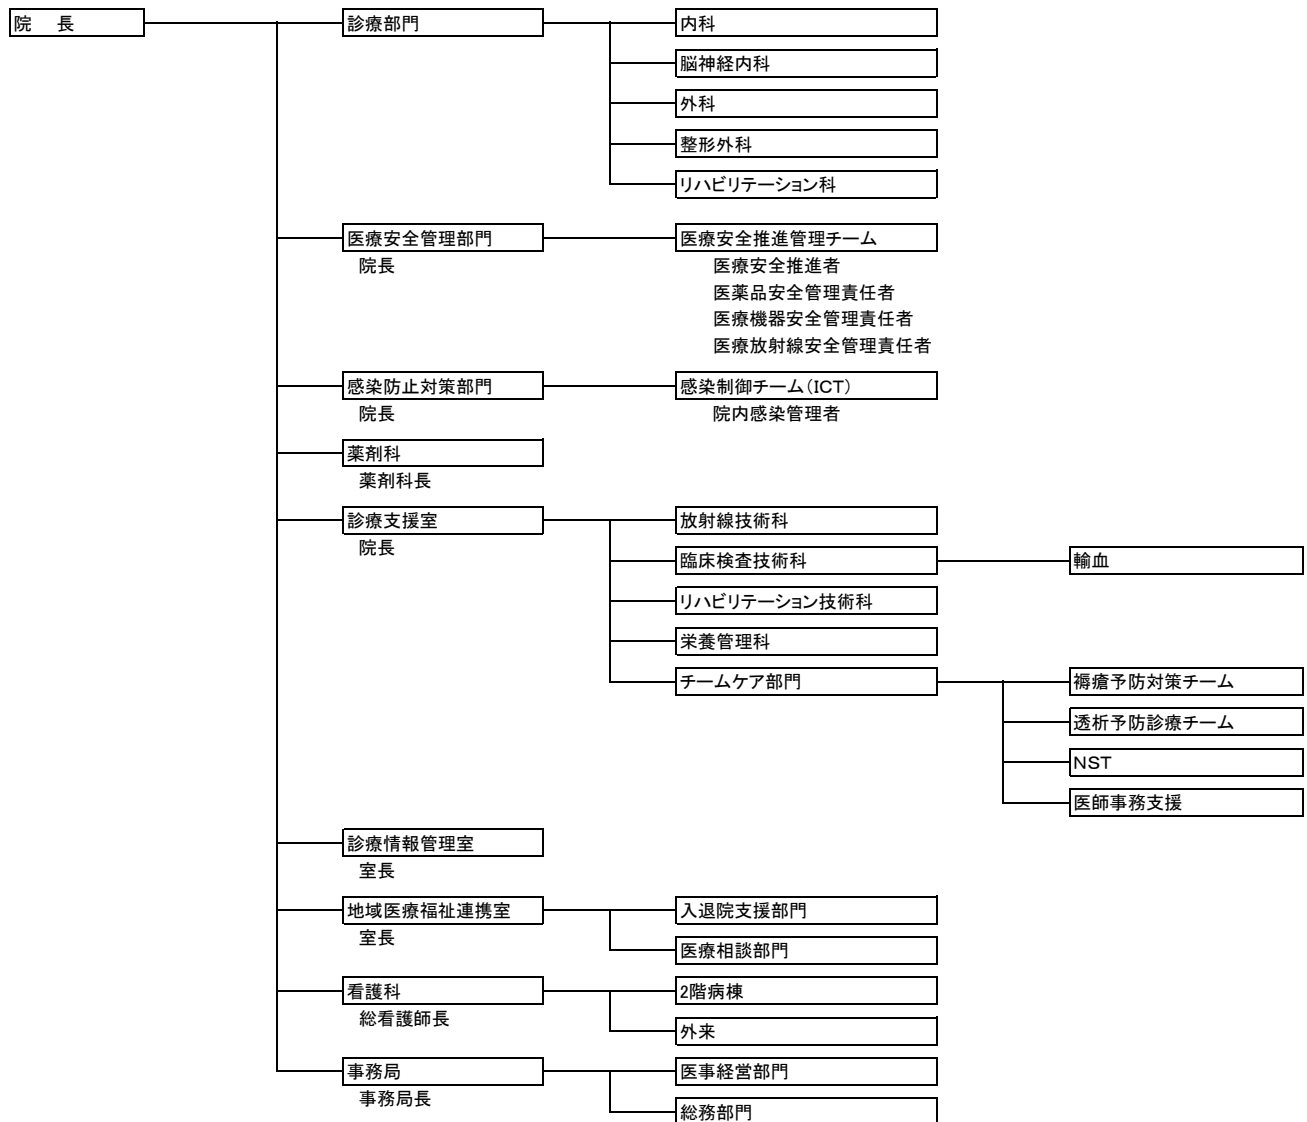 院　長
診療部門
内科
脳神経内科
外科
整形外科
リハビリテーション科
医療安全管理部門
院長
医療安全推進管理チーム
医療安全推進者
医薬品安全管理責任者
医療機器安全管理責任者
医療放射線安全管理責任者
感染防止対策部門
院長
感染制御チーム（ICT）
院内感染管理者
薬剤科
薬剤科長
診療支援室
院長
放射線技術科
臨床検査技術科
輸血
リハビリテーション技術科
栄養管理科
チームケア部門
褥瘡予防対策チーム
透析予防診療チーム
NST
医師事務支援
診療情報管理室
室長
地域医療福祉連携室
室長
入退院支援部門
医療相談部門
看護科
総看護師長
2階病棟
外来
事務局
事務局長
医事経営部門
総務部門